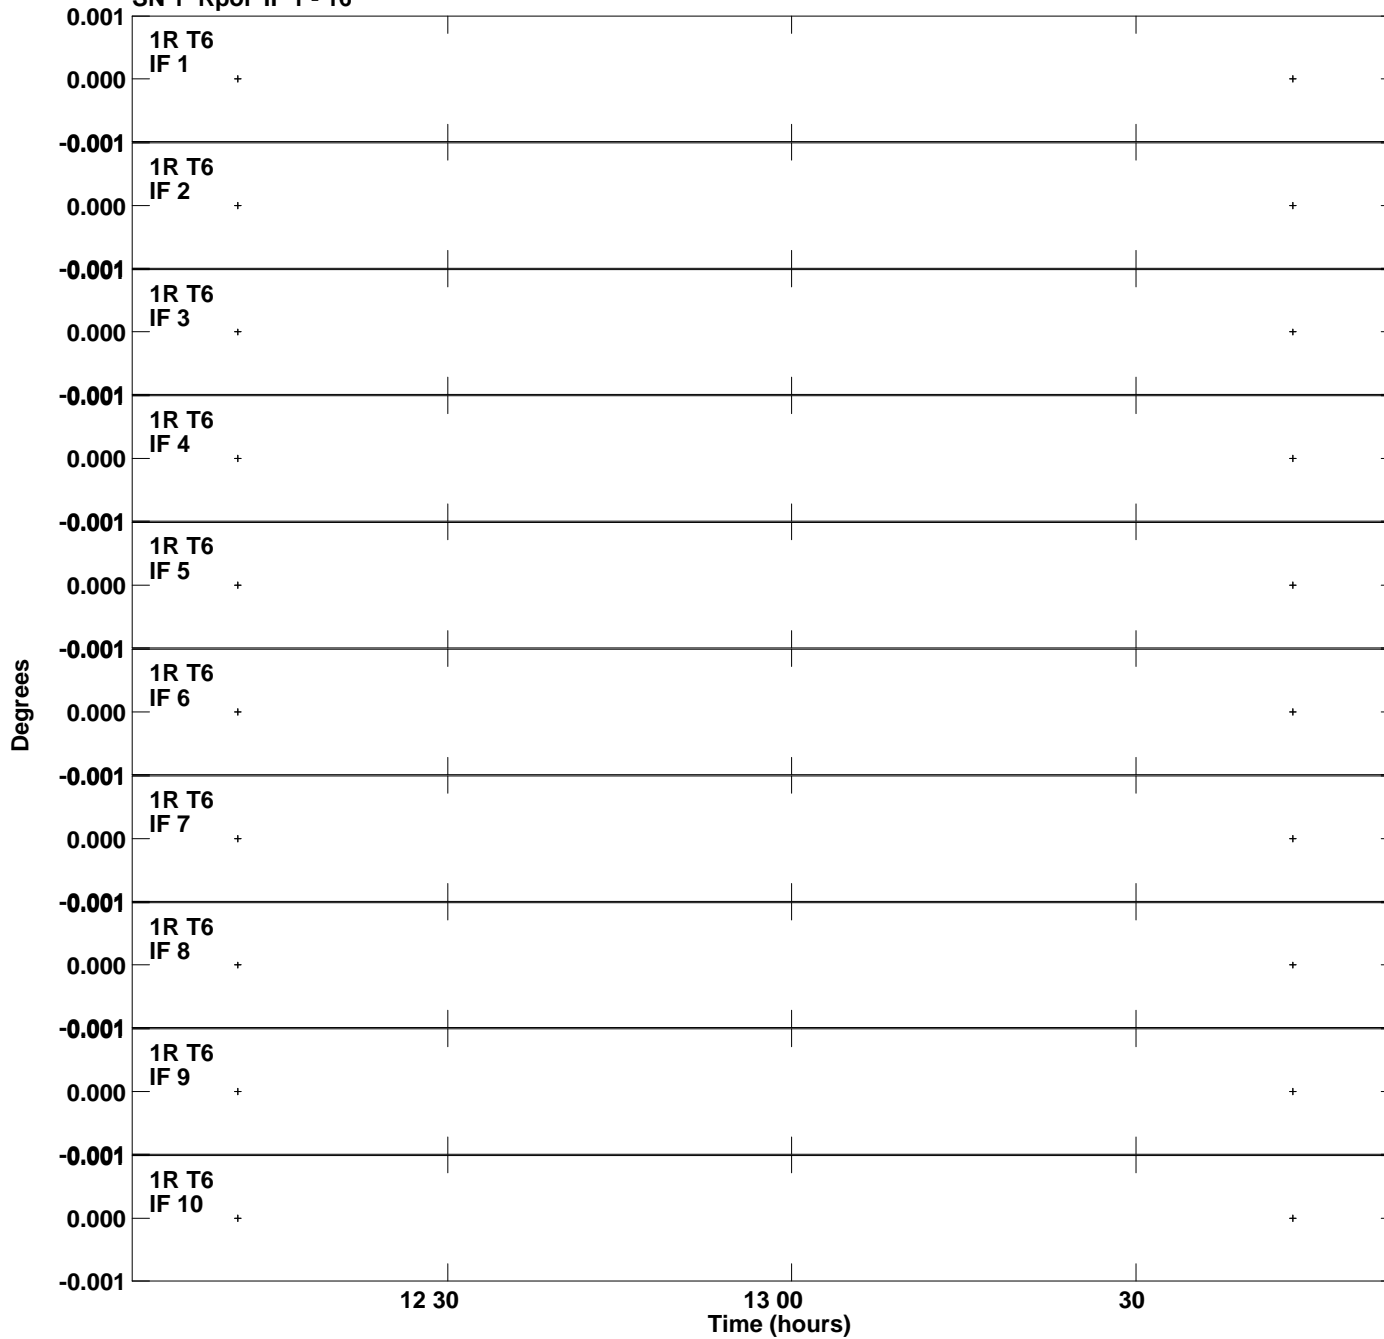 SN 1 Rpol IF 1 - 16
0.001
1R T6
IF 1
0.000
-0.001
1R T6
IF 2
0.000
-0.001
1R T6
IF 3
0.000
-0.001
1R T6
IF 4
0.000
-0.001
1R T6
IF 5
0.000
-0.001
1R T6
IF 6
0.000
-0.001
1R T6
IF 7
0.000
-0.001
1R T6
IF 8
0.000
-0.001
1R T6
IF 9
0.000
-0.001
1R T6
IF 10
0.000
-0.001
Degrees
12 30
13 00
30
Time (hours)